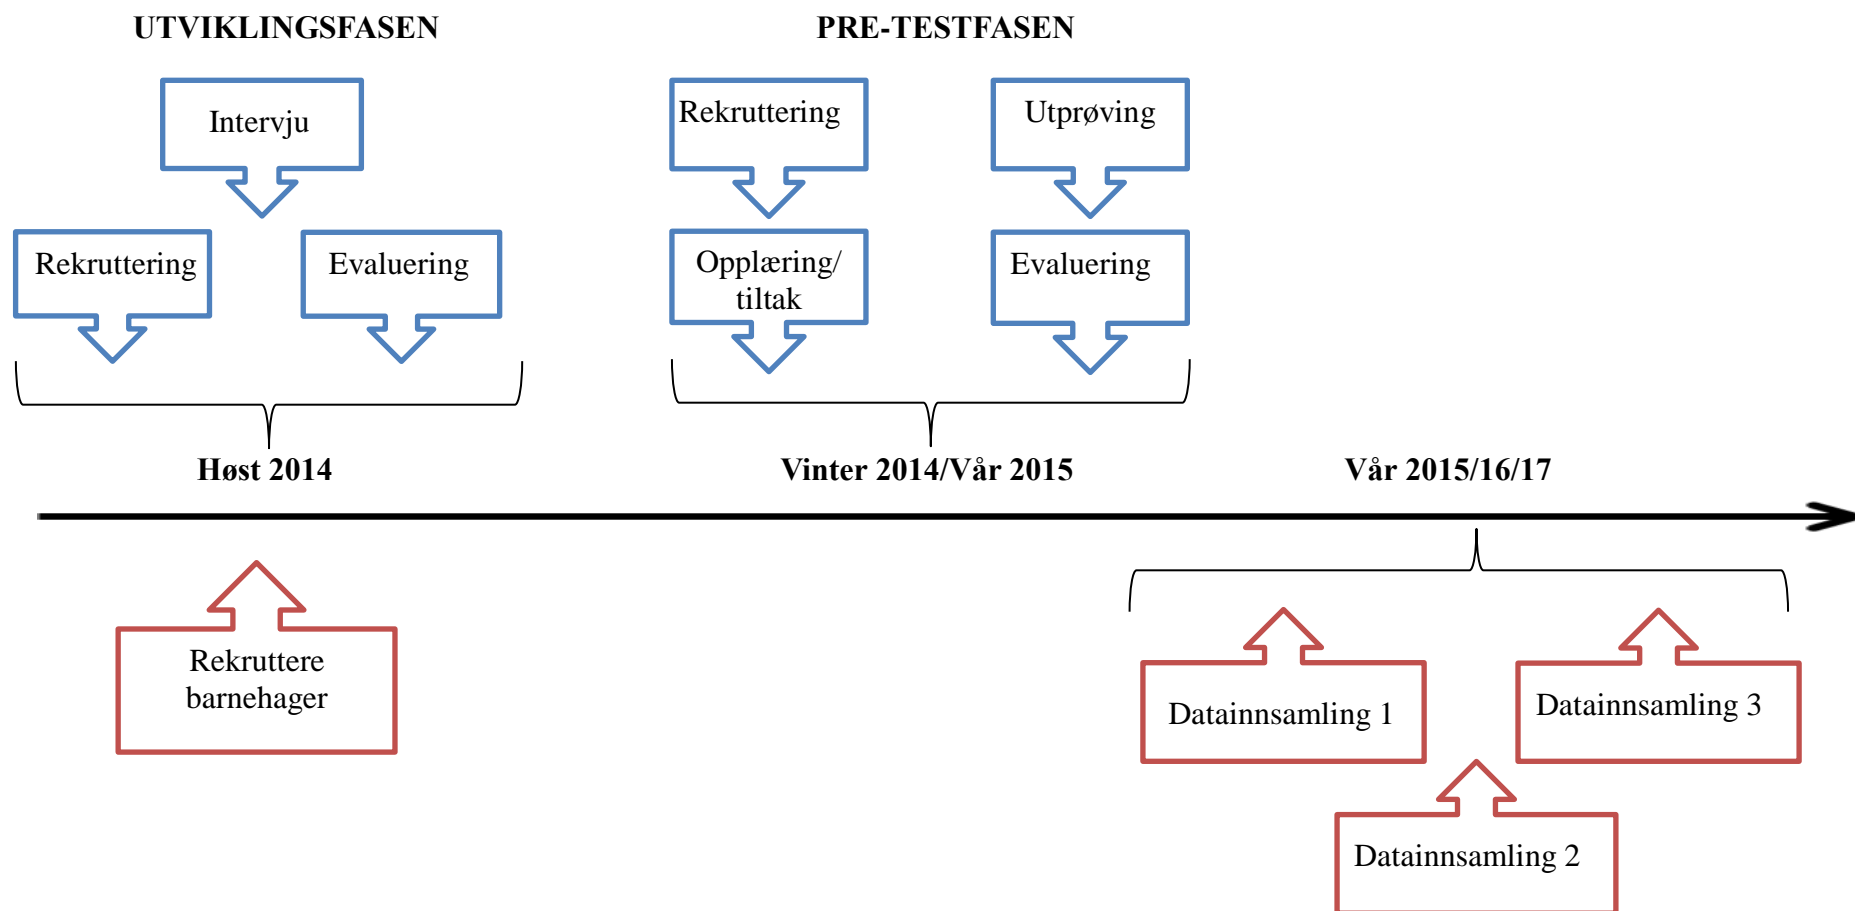 UTVIKLINGSFASEN
PRE-TESTFASEN
Intervju
Rekruttering
Utprøving
Rekruttering
Evaluering
Opplæring/
tiltak
Evaluering
Høst 2014
Vinter 2014/Vår 2015
Vår 2015/16/17
Rekruttere
barnehager
Datainnsamling 1
Datainnsamling 3
Datainnsamling 2